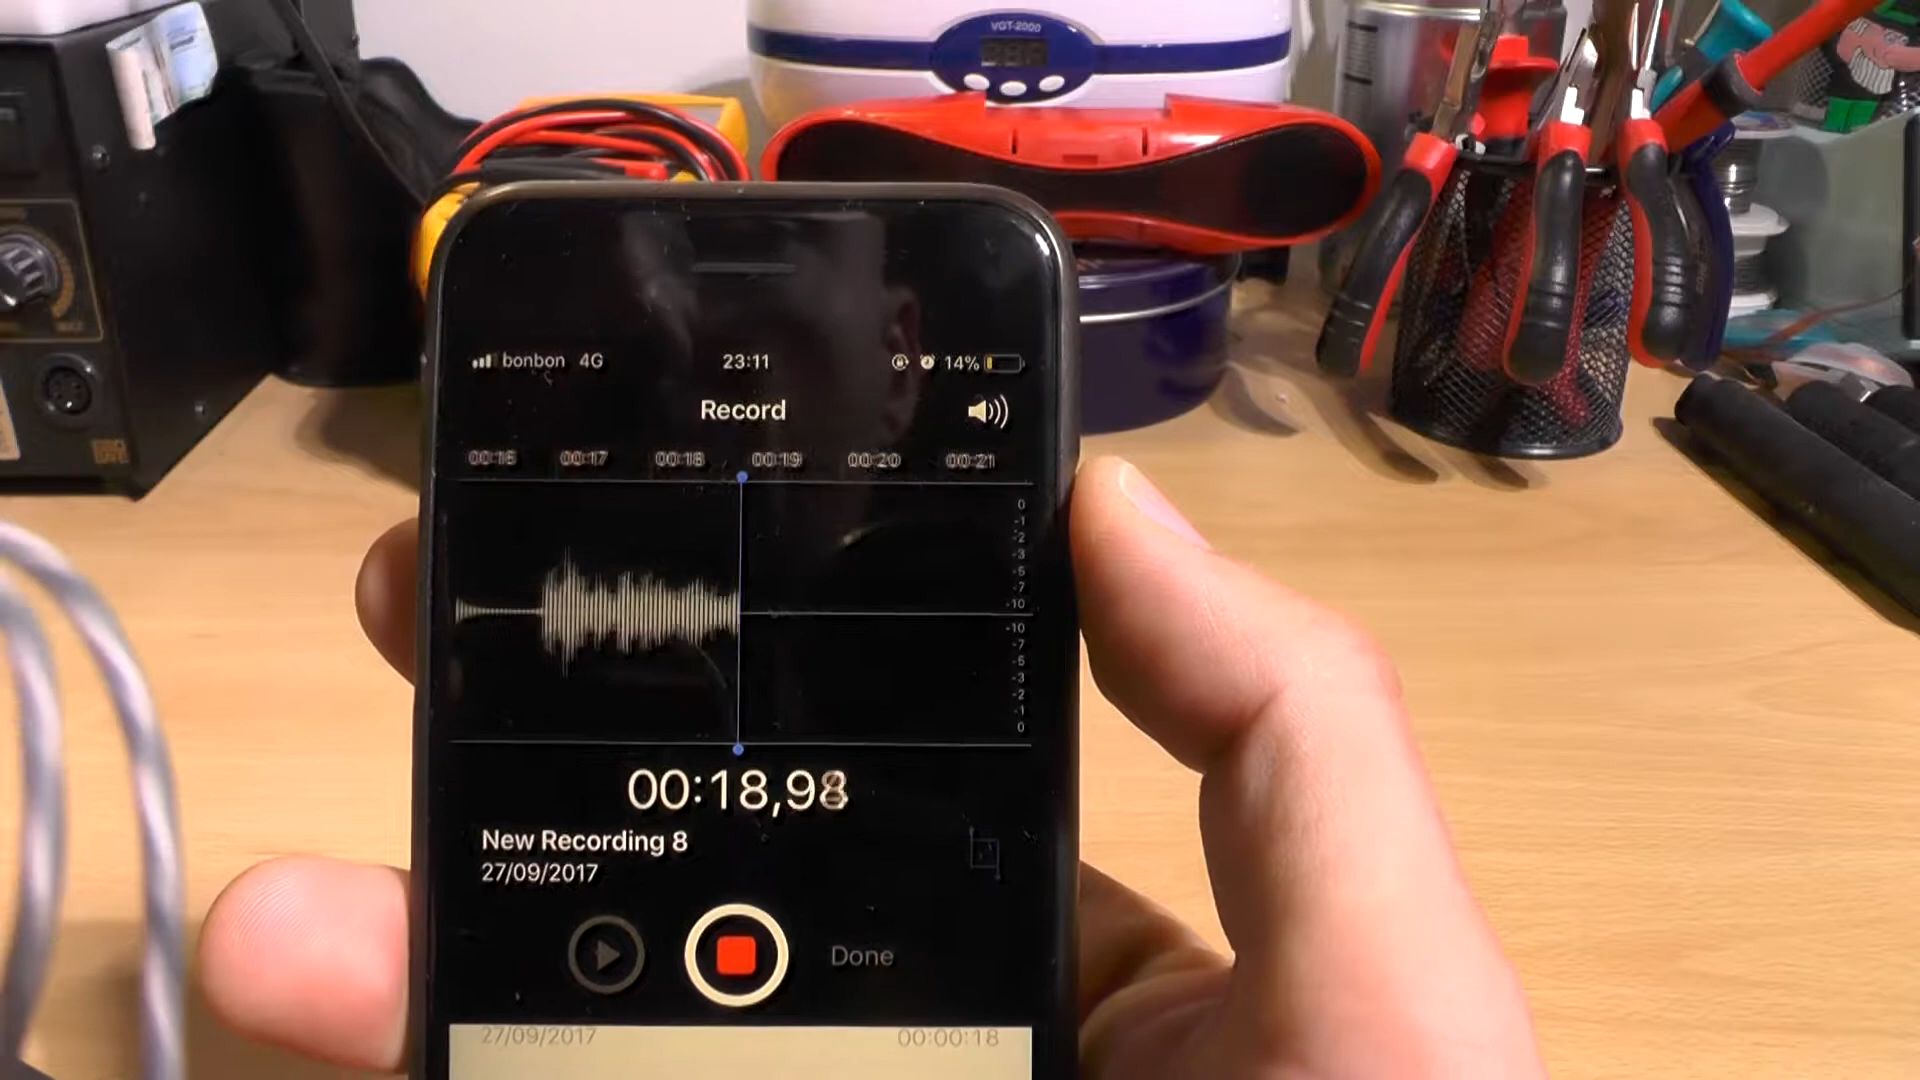 VGT-2000
bonbon 4G 23:11 14%
Record
00:16 00:17 00:18 00:19 00:20 00:21
0
-1
-2
-3
-5
-7
-10
-10
-7
-5
-3
-2
-1
0
00:18,98
New Recording 8
27/09/2017
Done
27/09/2017 00:00:18